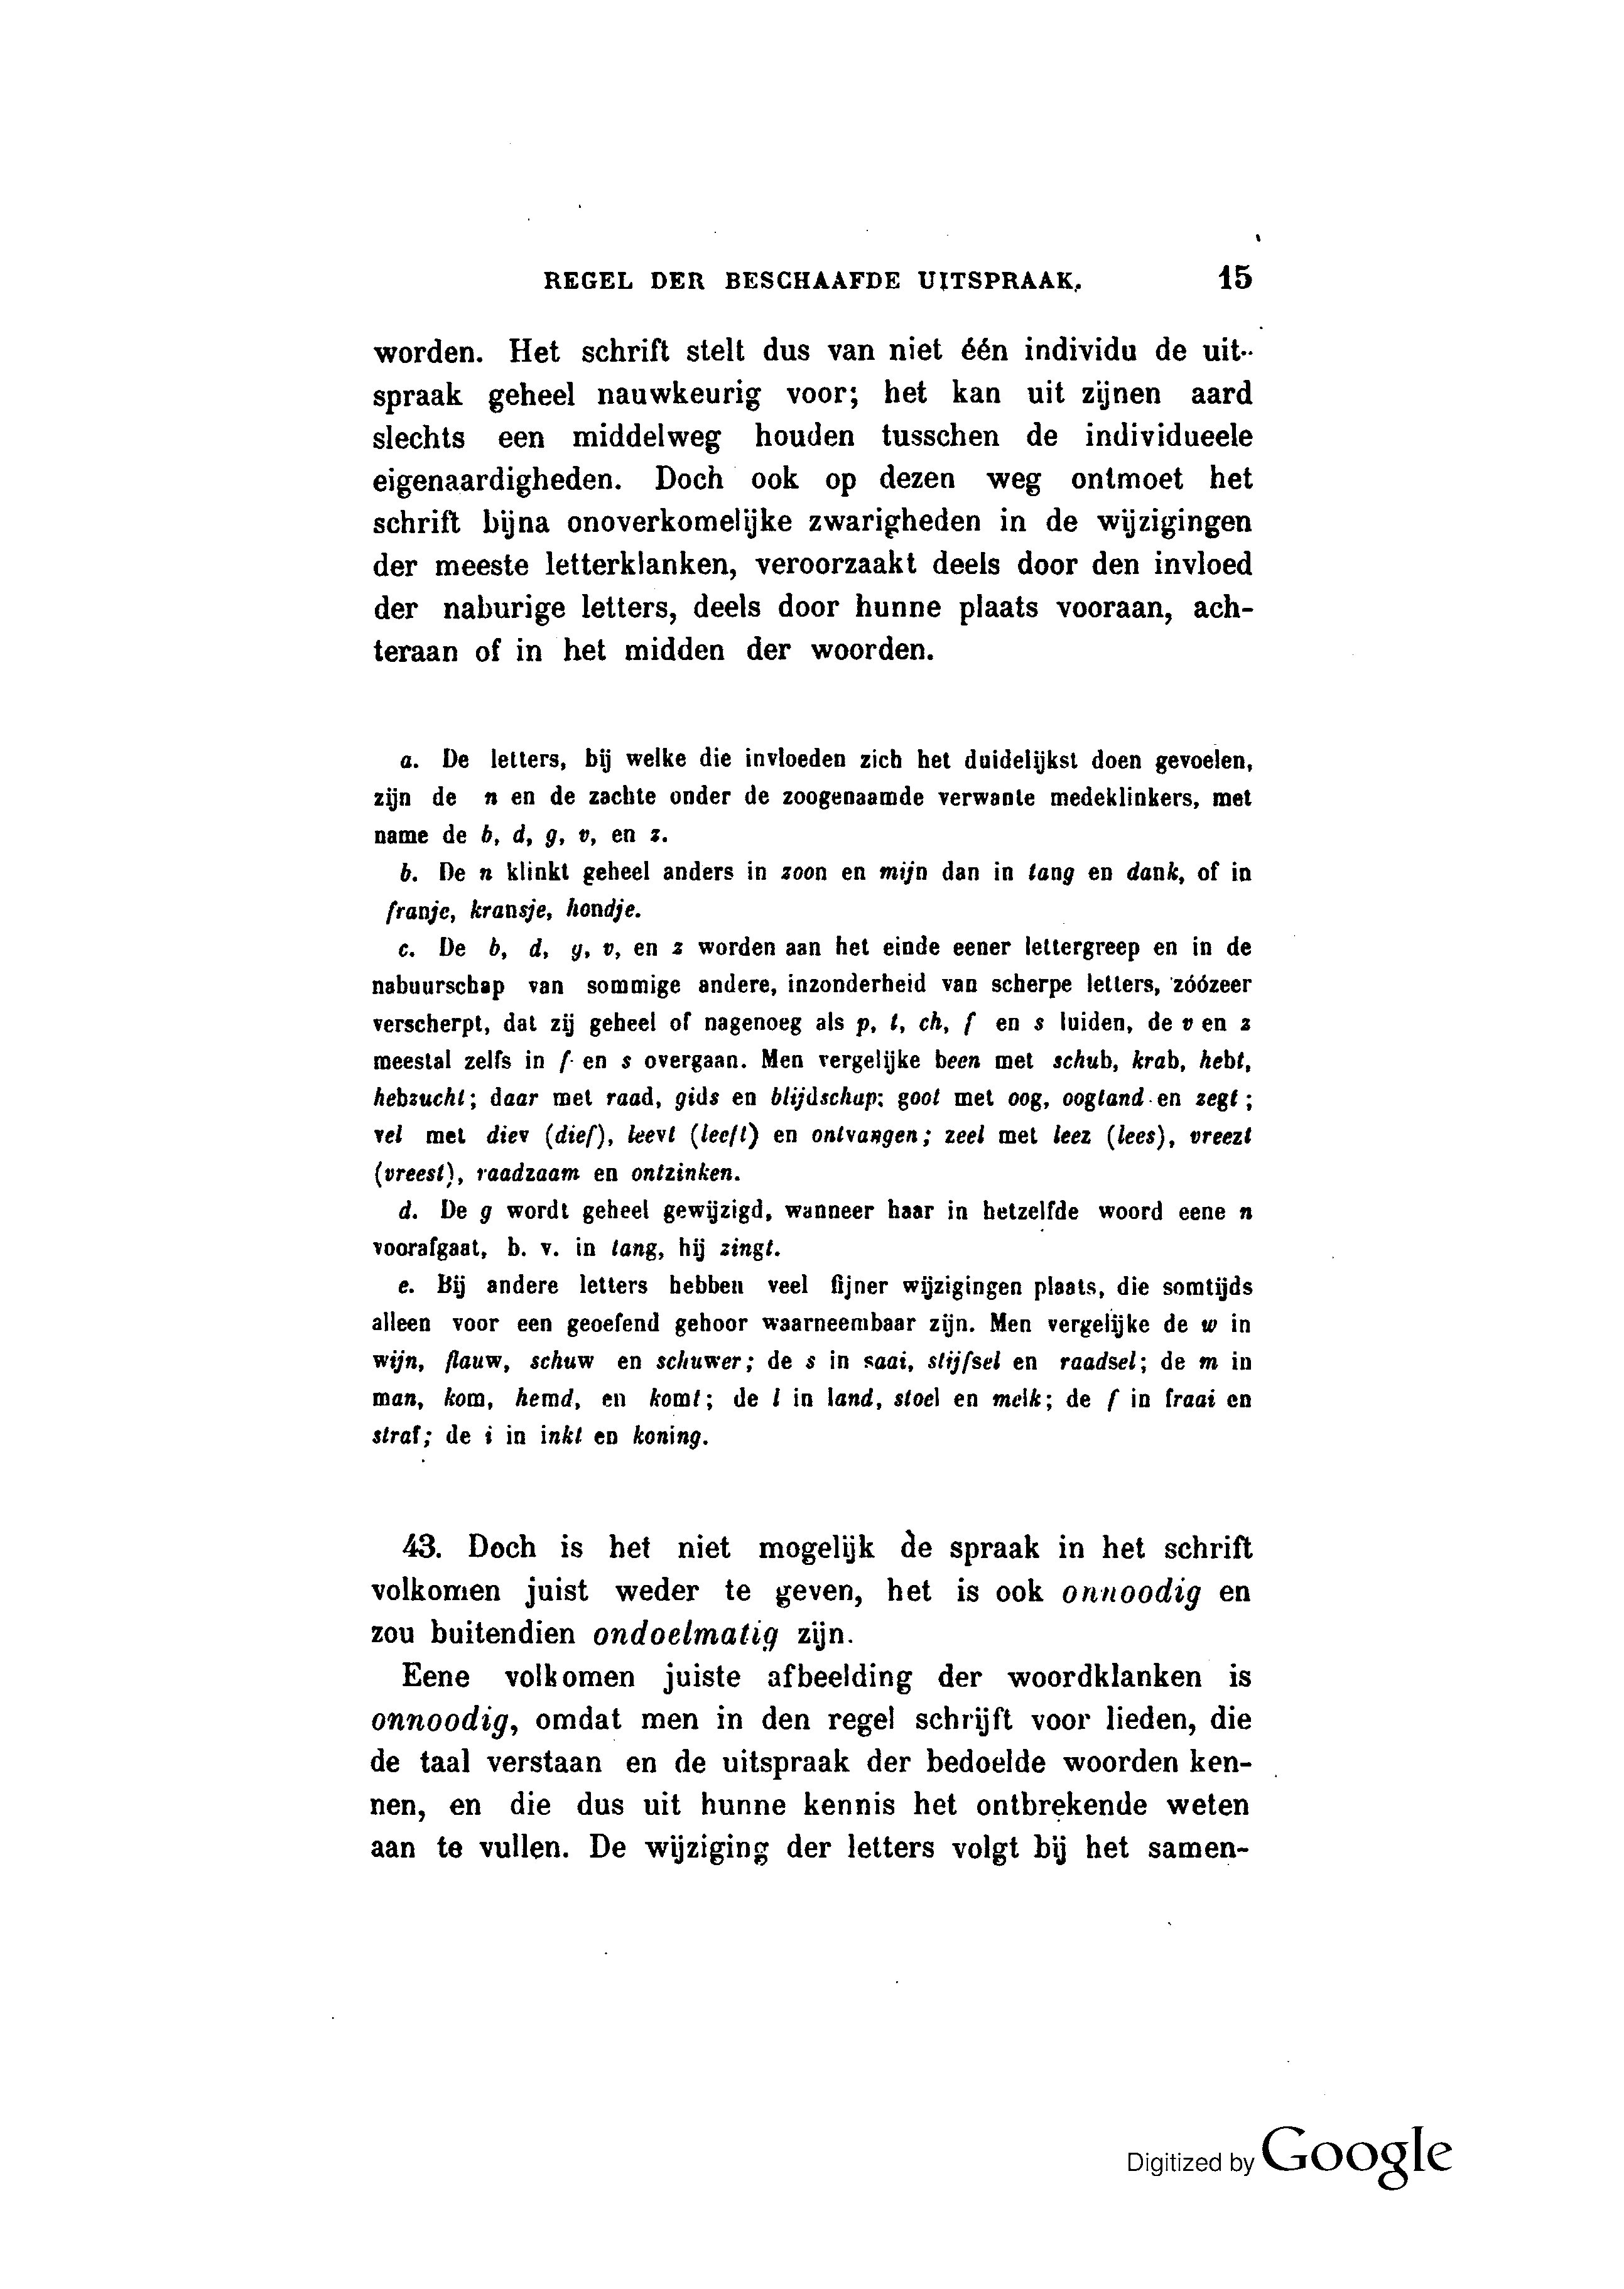 REGEL DER BESCHAAFDE UITSPRAAK. 15
worden. Het schrift stelt dus van niet één individu de uit-
spraak geheel nauwkeurig voor; het kan uit zijnen aard
slechts een middelweg houden tusschen de individueele
eigenaardigheden. Doch ook op dezen weg ontmoet het
schrift bijna onoverkomelijke zwarigheden in de wijzigingen
der meeste letterklanken, veroorzaakt deels door den invloed
der naburige letters, deels door hunne plaats vooraan, ach-
teraan of in het midden der woorden.
a. De letters, bij welke die invloeden zich het duidelijkst doen gevoelen,
zijn de n en de zachte onder de zoogenaamde verwante medeklinkers, met
name de b, d, g, v, en z.
b. De n klinkt geheel anders in zoon en mijn dan in tang en dank, of in
franje, kransje, hondje.
c. De b, d, g, v, en z worden aan het einde eener lettergreep en in de
nabuurschap van sommige andere, inzonderheid van scherpe letters, zóózeer
verscherpt, dat zij geheel of nagenoeg als p, t, ch, f en s luiden, de v en z
meestal zelfs in f en s overgaan. Men vergelijke been met schub, krab, hebt,
hebzucht; daar met raad, gids en blijdschap; goot met oog, oogtand en zegt;
vel met diev (dief), leevt (leeft) en ontvangen; zeel met leez (lees), vreezt
(vreest), raadzaam en ontzinken.
d. De g wordt geheel gewijzigd, wanneer haar in hetzelfde woord eene n
voorafgaat, b. v. in tang, hij zingt.
e. Bij andere letters hebben veel fijner wijzigingen plaats, die somtijds
alleen voor een geoefend gehoor waarneembaar zijn. Men vergelijke de w in
wijn, flauw, schuw en schuwer; de s in saai, stijfsel en raadsel; de m in
man, kom, hemd, en komt; de l in land, stoel en melk; de f in fraai en
straf; de i in inkt en koning.
43. Doch is het niet mogelijk de spraak in het schrift
volkomen juist weder te geven, het is ook onnoodig en
zou buitendien ondoelmatig zijn.
Eene volkomen juiste afbeelding der woordklanken is
onnoodig, omdat men in den regel schrijft voor lieden, die
de taal verstaan en de uitspraak der bedoelde woorden ken-
nen, en die dus uit hunne kennis het ontbrekende weten
aan te vullen. De wijziging der letters volgt bij het samen-
Digitized by Google